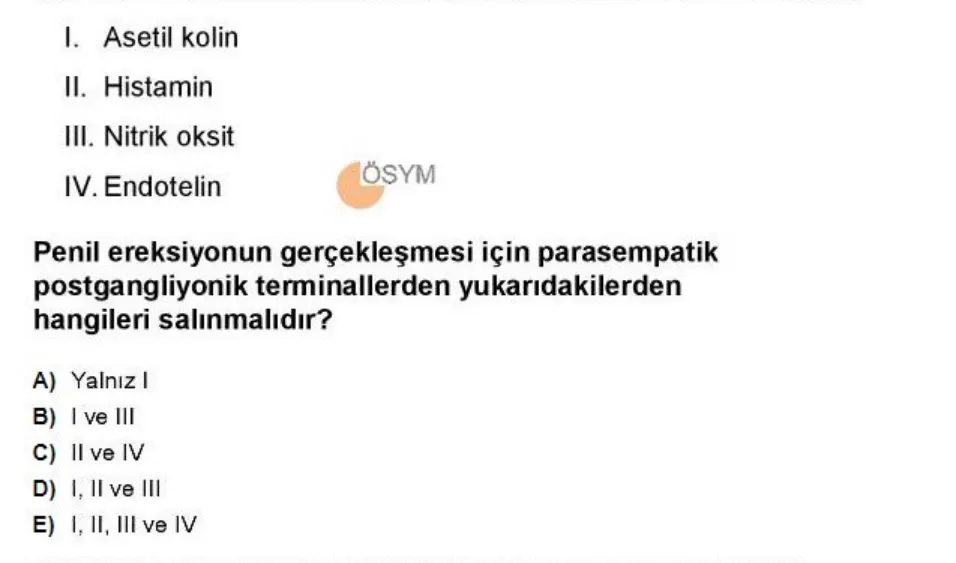 I. Asetil kolin
II. Histamin
III. Nitrik oksit
IV. Endotelin
ÖSYM
Penil ereksiyonun gerçekleşmesi için parasempatik
postgangliyonik terminallerden yukarıdakilerden
hangileri salınmalıdır?
A) Yalnız I
B) I ve III
C) II ve IV
D) I, II ve III
E) I, II, III ve IV